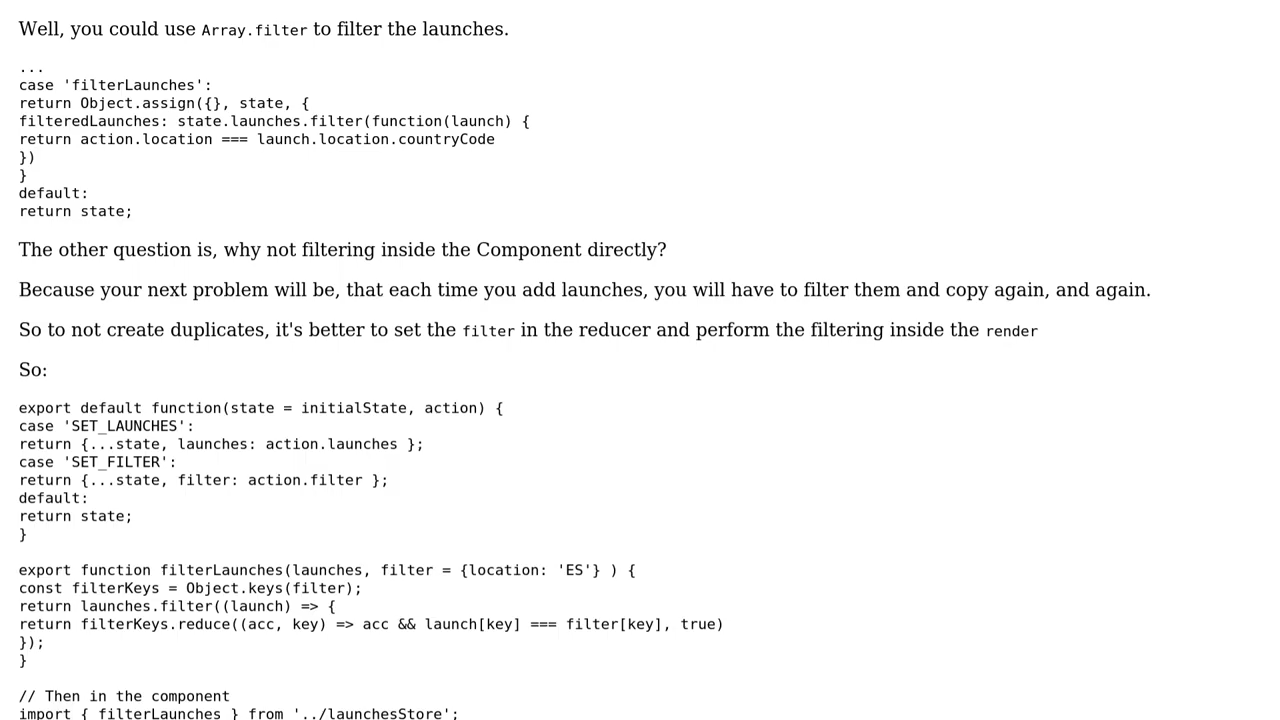 Well, you could use Array.filter to filter the launches.
...
case 'filterLaunches':
return Object.assign({}, state, {
filteredLaunches: state.launches.filter(function(launch) {
return action.location === launch.location.countryCode
})
}
default:
return state;
The other question is, why not filtering inside the Component directly?
Because your next problem will be, that each time you add launches, you will have to filter them and copy again, and again.
So to not create duplicates, it's better to set the filter in the reducer and perform the filtering inside the render
So:
export default function(state = initialState, action) {
case 'SET_LAUNCHES':
return {...state, launches: action.launches };
case 'SET_FILTER':
return {...state, filter: action.filter };
default:
return state;
}
export function filterLaunches(launches, filter = {location: 'ES'} ) {
const filterKeys = Object.keys(filter);
return launches.filter((launch) => {
return filterKeys.reduce((acc, key) => acc && launch[key] === filter[key], true)
});
}
// Then in the component
import { filterLaunches } from '../launchesStore';